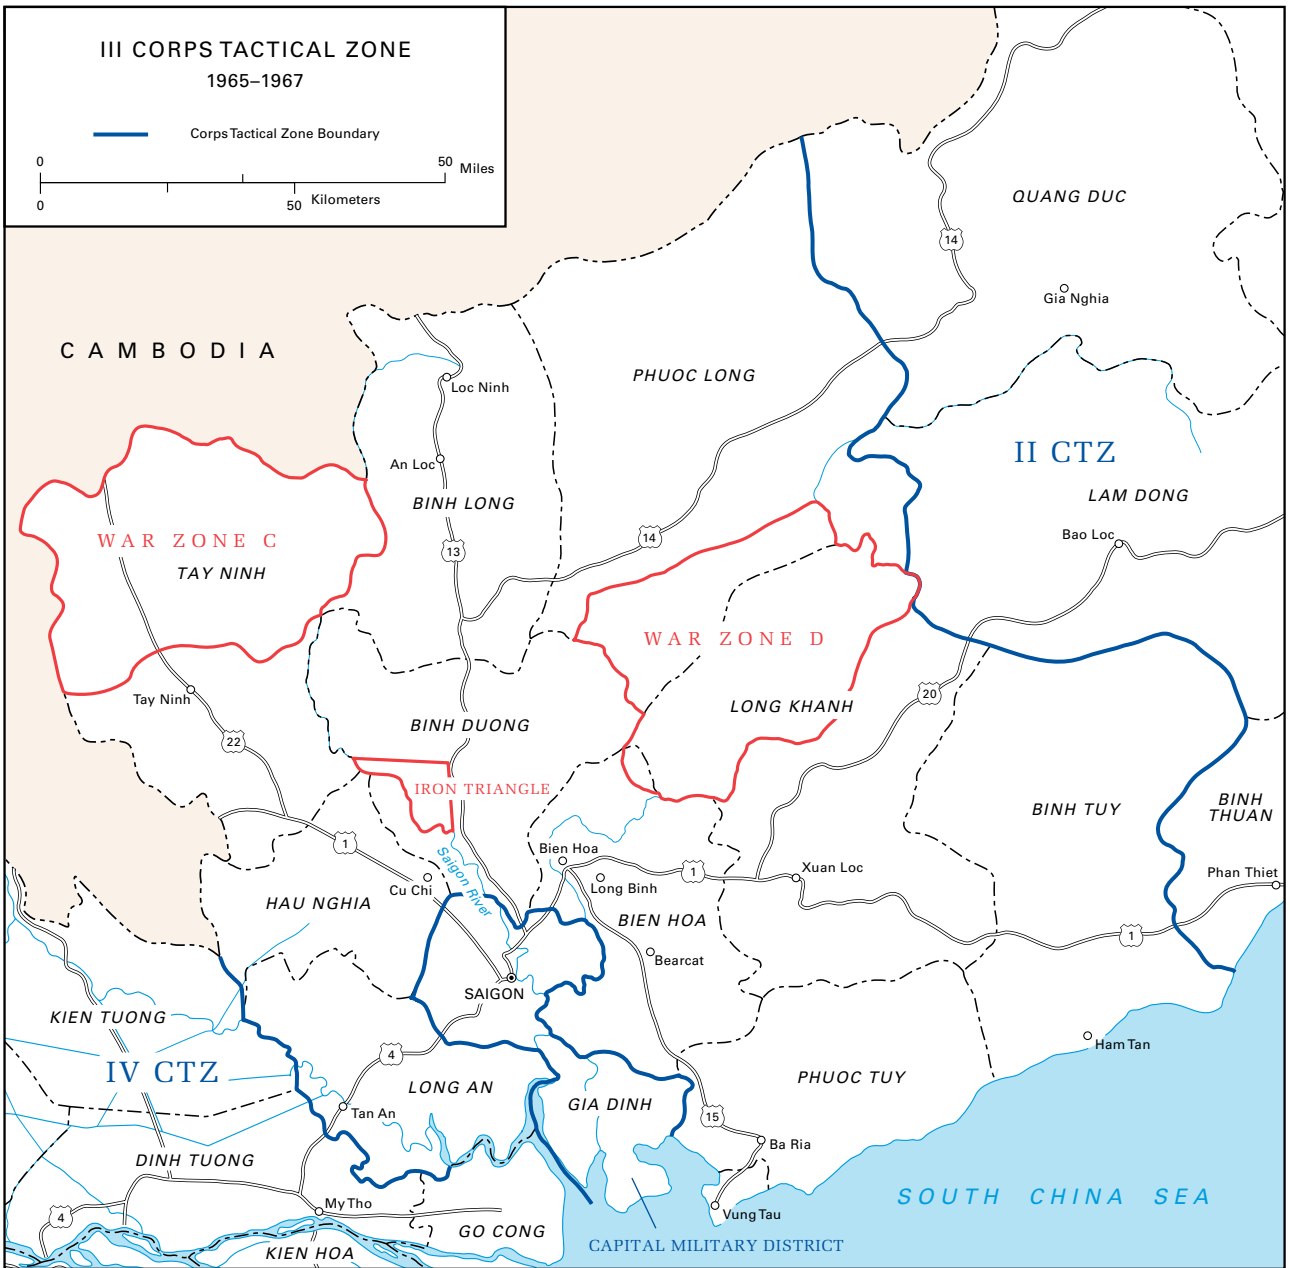 III CORPS TACTICAL ZONE
1965–1967
Corps Tactical Zone Boundary
0
50
Miles
0
50
Kilometers
QUANG DUC
14
Gia Nghia
CAMBODIA
PHUOC LONG
Loc Ninh
II CTZ
An Loc
LAM DONG
BINH LONG
Bao Loc
WAR ZONE C
14
13
TAY NINH
WAR ZONE D
Tay Ninh
20
LONG KHANH
BINH DUONG
22
IRON TRIANGLE
BINH TUY
BINH
THUAN
1
Bien Hoa
Saigon River
Cu Chi
Long Binh
1
Xuan Loc
Phan Thiet
HAU NGHIA
BIEN HOA
1
Bearcat
SAIGON
KIEN TUONG
Ham Tan
4
IV CTZ
LONG AN
GIA DINH
PHUOC TUY
Tan An
15
Ba Ria
DINH TUONG
SOUTH CHINA SEA
My Tho
4
Vung Tau
GO CONG
CAPITAL MILITARY DISTRICT
KIEN HOA